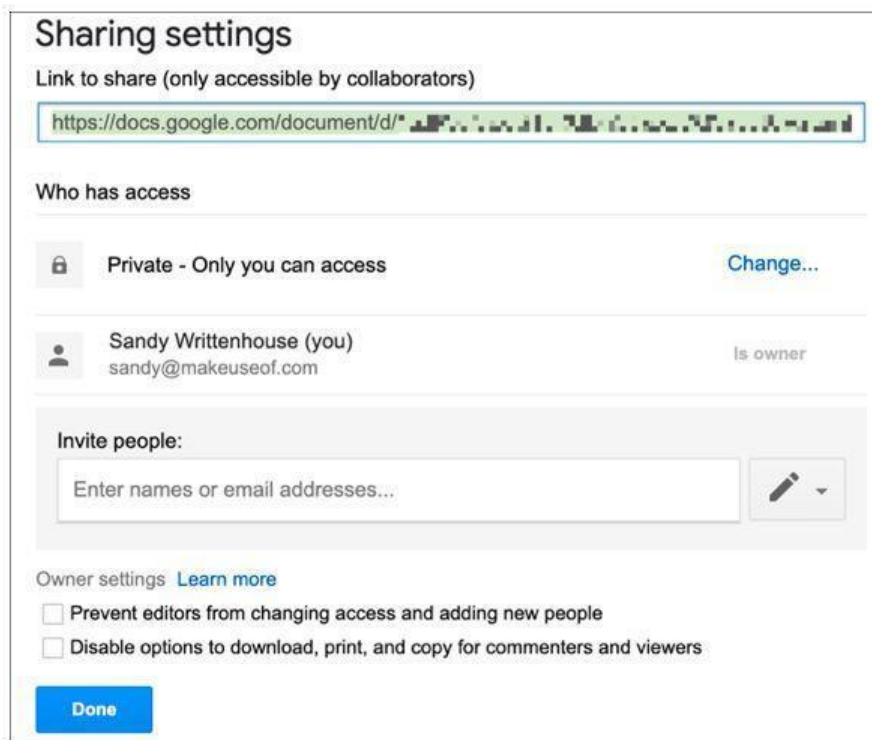 Sharing settings
Link to share (only accessible by collaborators)
https://docs.google.com/document/d/
Who has access
Private - Only you can access
Change...
Sandy Writtenhouse (you)
Is owner
sandy@makeuseof.com
Invite people:
Enter names or email addresses...
Owner settings Learn more
Prevent editors from changing access and adding new people
Disable options to download, print, and copy for commenters and viewers
Done